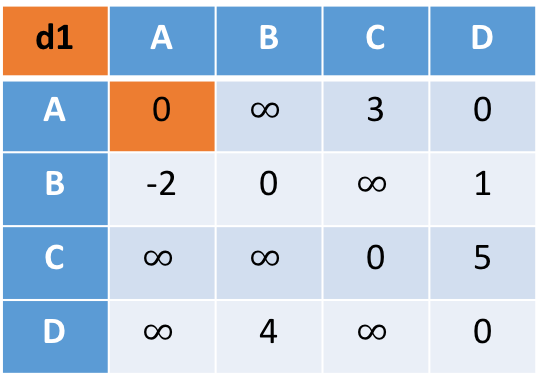 d1 A B C D
A 0 ∞ 3 0
B -2 0 ∞ 1
C ∞ ∞ 0 5
D ∞ 4 ∞ 0